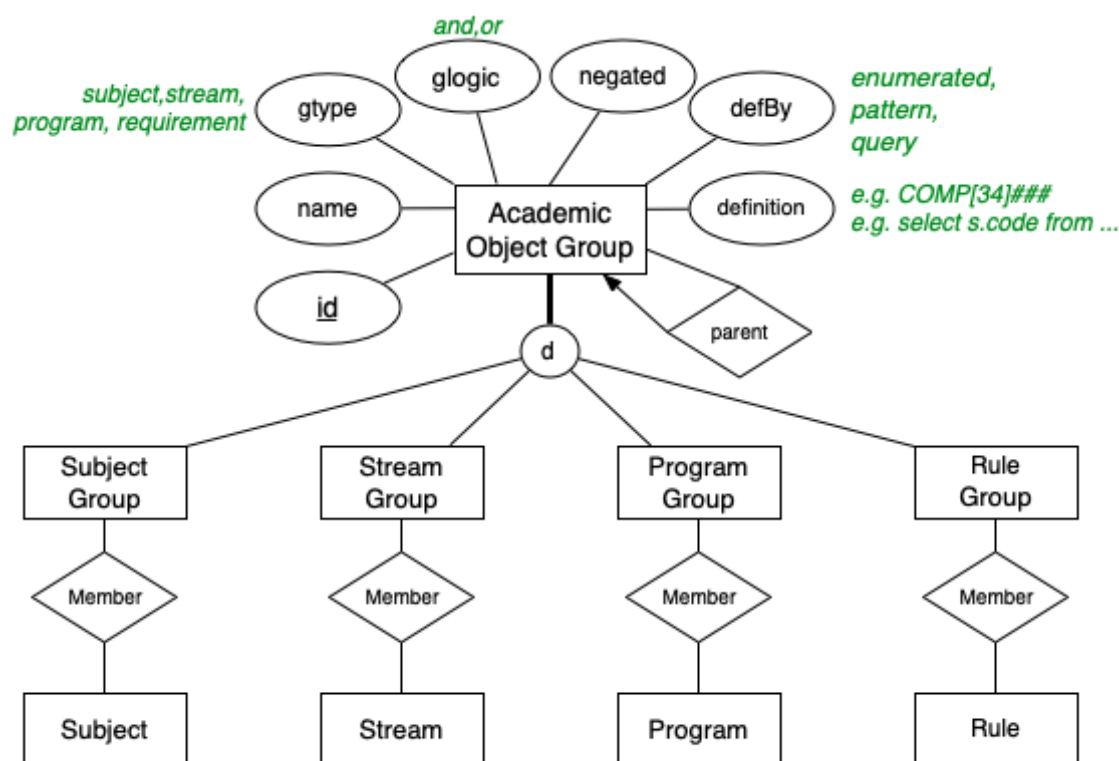 and,or
glogic
negated
subject,stream,
program, requirement
gtype
defBy
enumerated,
pattern,
query
name
Academic
Object Group
definition
e.g. COMP[34]###
e.g. select s.code from ...
id
parent
d
Subject
Group
Stream
Group
Program
Group
Rule
Group
Member
Member
Member
Member
Subject
Stream
Program
Rule